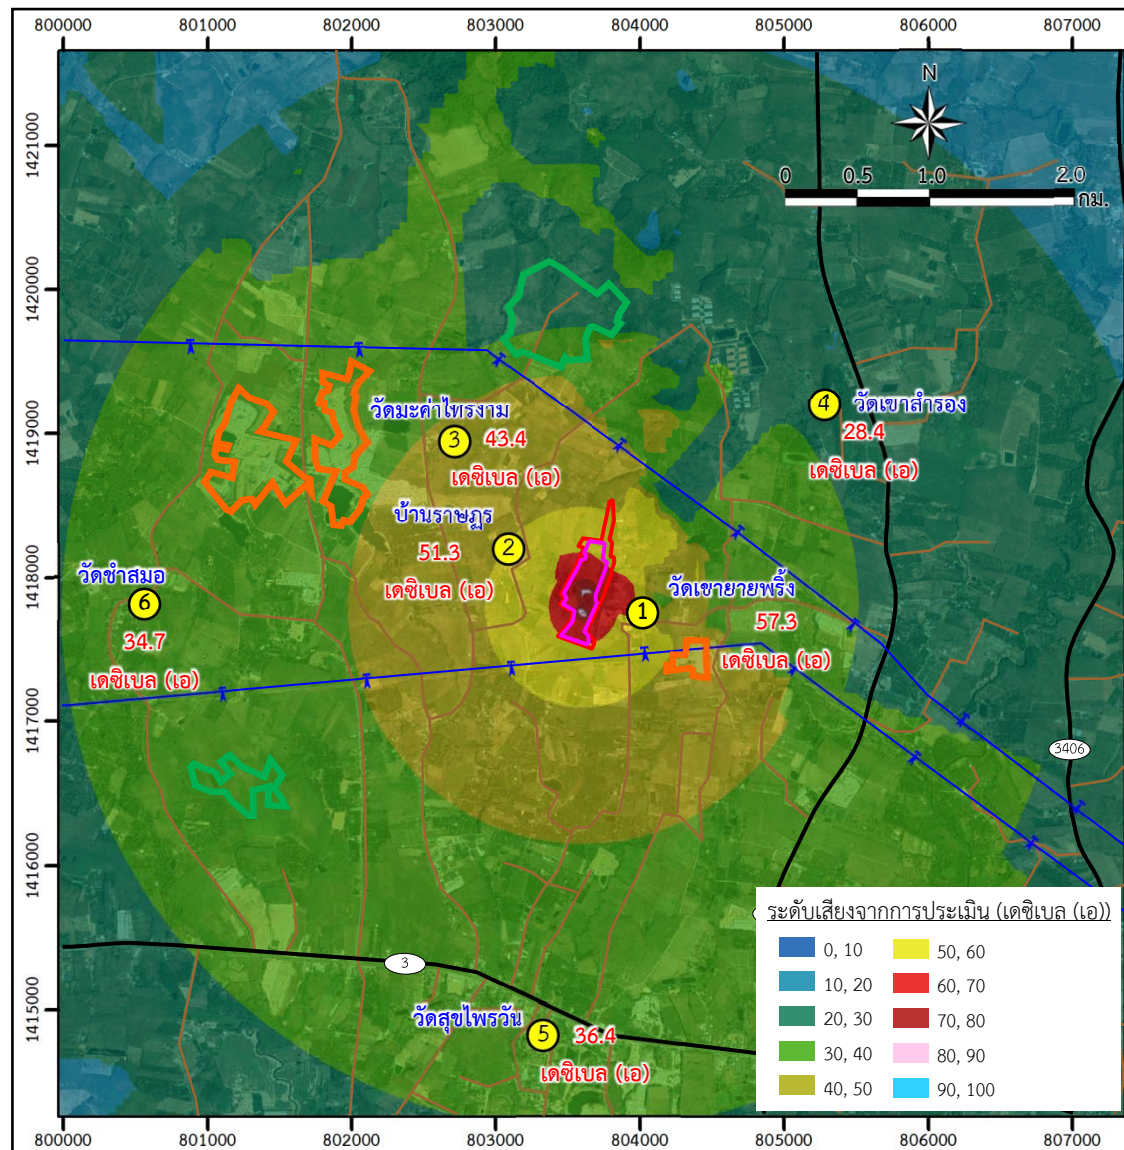 800000 801000 802000 803000 804000 805000 806000 807000
1421000
1420000
1419000
1418000
1417000
1416000
1415000
N
0 0.5 1.0 2.0
กม.
วัดมะค่าไทรงาม
3 43.4
เดซิเบล (เอ)
4 วัดเขาสำรอง
28.4
เดซิเบล (เอ)
บ้านราษฎร
2
51.3
เดซิเบล (เอ)
วัดเขายายพริ้ง
1
57.3
เดซิเบล (เอ)
วัดชำสมอ
6
34.7
เดซิเบล (เอ)
3406
3
วัดสุขไพรวัน
5 36.4
เดซิเบล (เอ)
ระดับเสียงจากการประเมิน (เดซิเบล (เอ))
0, 10
10, 20
20, 30
30, 40
40, 50
50, 60
60, 70
70, 80
80, 90
90, 100
800000 801000 802000 803000 804000 805000 806000 807000